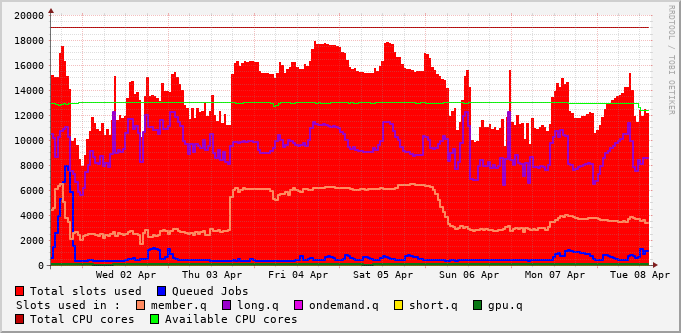 RRDTOOL / TOBI OETIKER
20000
18000
16000
14000
12000
10000
8000
6000
4000
2000
0
Wed 02 Apr Thu 03 Apr Fri 04 Apr Sat 05 Apr Sun 06 Apr Mon 07 Apr Tue 08 Apr
Total slots used Queued Jobs
Slots used in : member.q long.q ondemand.q short.q gpu.q
Total CPU cores Available CPU cores